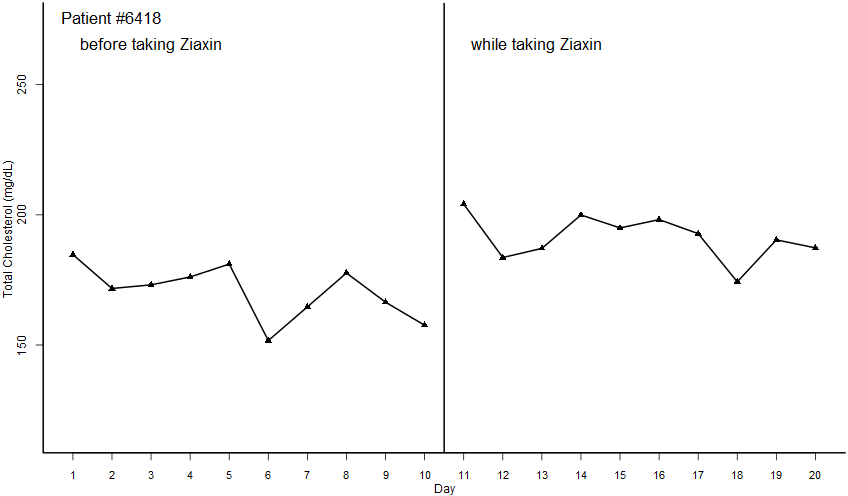 Patient #6418
before taking Ziaxin
while taking Ziaxin
Total Cholesterol (mg/dL)
250
200
150
1 2 3 4 5 6 7 8 9 10 11 12 13 14 15 16 17 18 19 20
Day